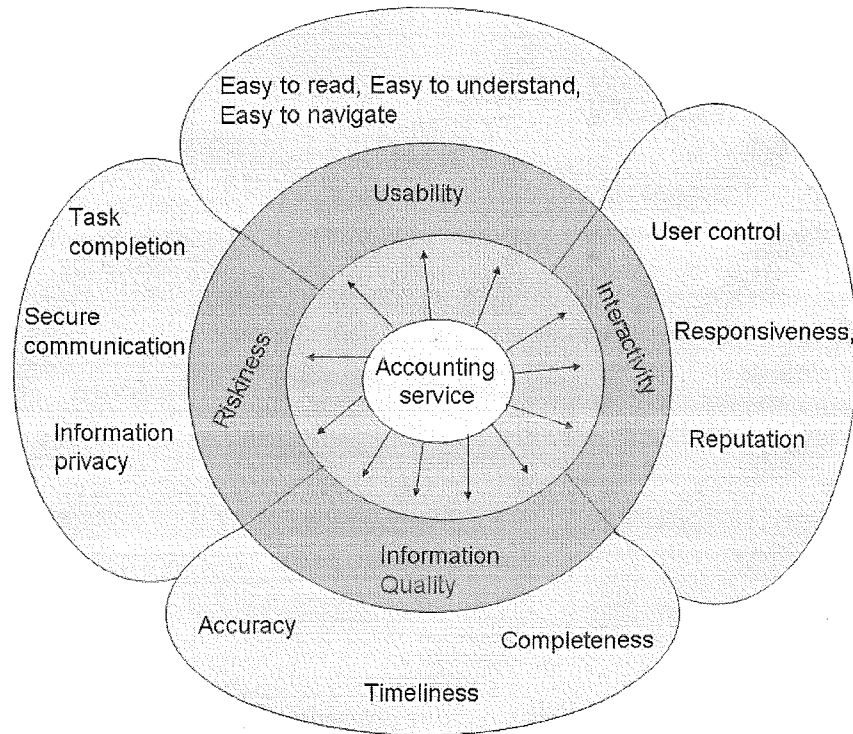 Easy to read, Easy to understand,
Easy to navigate
Usability
Task
completion
User control
Secure
communication
Riskiness
Accounting
service
Interactivity
Responsiveness,
Information
privacy
Reputation
Information
Quality
Accuracy
Completeness
Timeliness